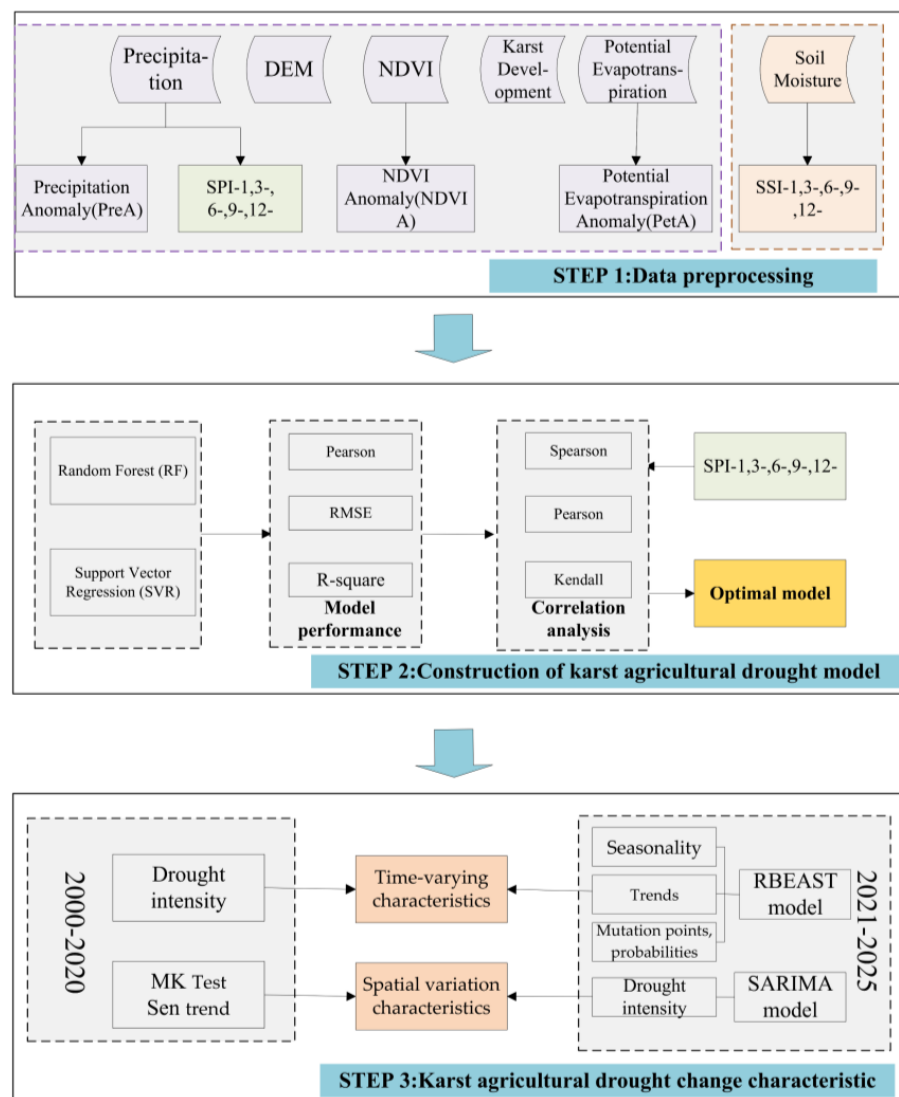 Precipita-
tion
DEM
NDVI
Karst
Devel-
opment
Potential
Evapotrans-
piration
Soil
Moisture
Precipitation
Anomaly(PreA)
SPI-1,3-,
6-,9-,12-
NDVI
Anomaly(NDVI
A)
Potential
Evapotranspiration
Anomaly(PetA)
SSI-1,3-,6-,9-
,12-
STEP 1:Data preprocessing
Random Forest (RF)
Support Vector
Regression (SVR)
Pearson
RMSE
R-square
Model
performance
Spearson
Pearson
Kendall
Correlation
analysis
SPI-1,3-,6-,9-,12-
Optimal model
STEP 2:Construction of karst agricultural drought model
2000-2020
Drought
intensity
MK Test
Sen trend
Time-varying
characteristics
Spatial variation
characteristics
Seasonality
Trends
Mutation points,
probabilities
RBEAST
model
Drought
intensity
SARIMA
model
2021-2025
STEP 3:Karst agricultural drought change characteristic